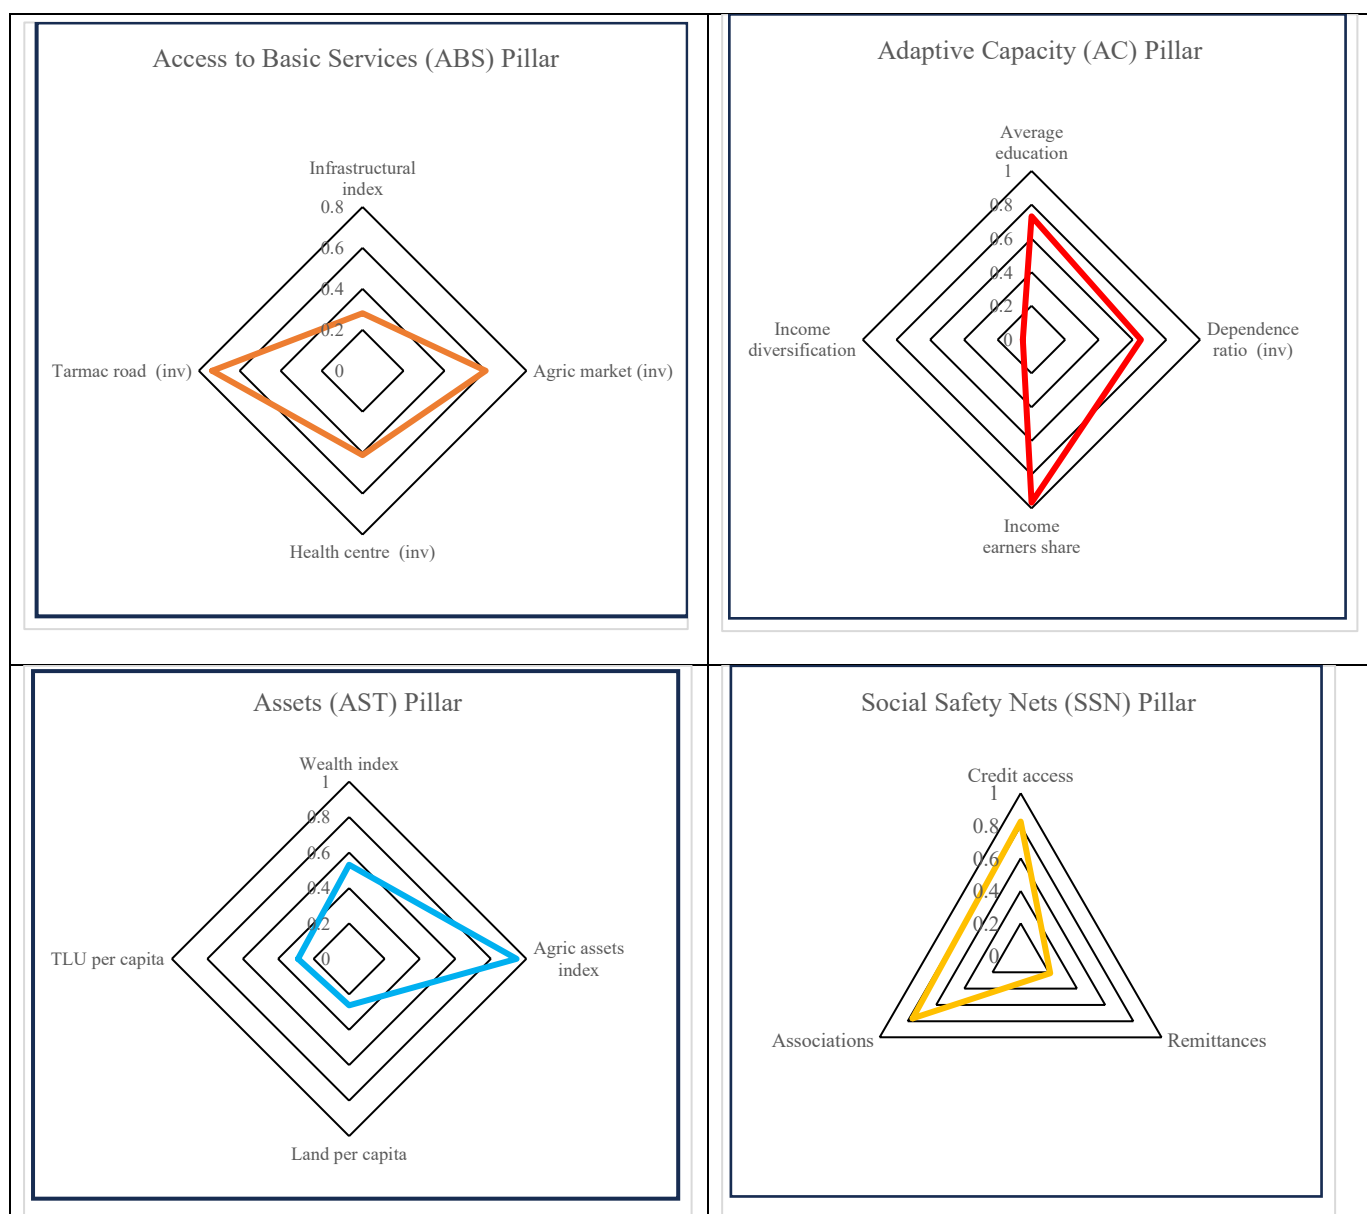 Access to Basic Services (ABS) Pillar
Infrastructural
index
0.8
0.6
0.4
0.2
0
Tarmac road (inv)
Agric market (inv)
Health centre (inv)
Adaptive Capacity (AC) Pillar
Average
education
1
0.8
0.6
0.4
0.2
0
Income
diversification
Dependence
ratio (inv)
Income
earners share
Assets (AST) Pillar
Wealth index
1
0.8
0.6
0.4
0.2
0
TLU per capita
Agric assets
index
Land per capita
Social Safety Nets (SSN) Pillar
Credit access
1
0.8
0.6
0.4
0.2
0
Associations
Remittances